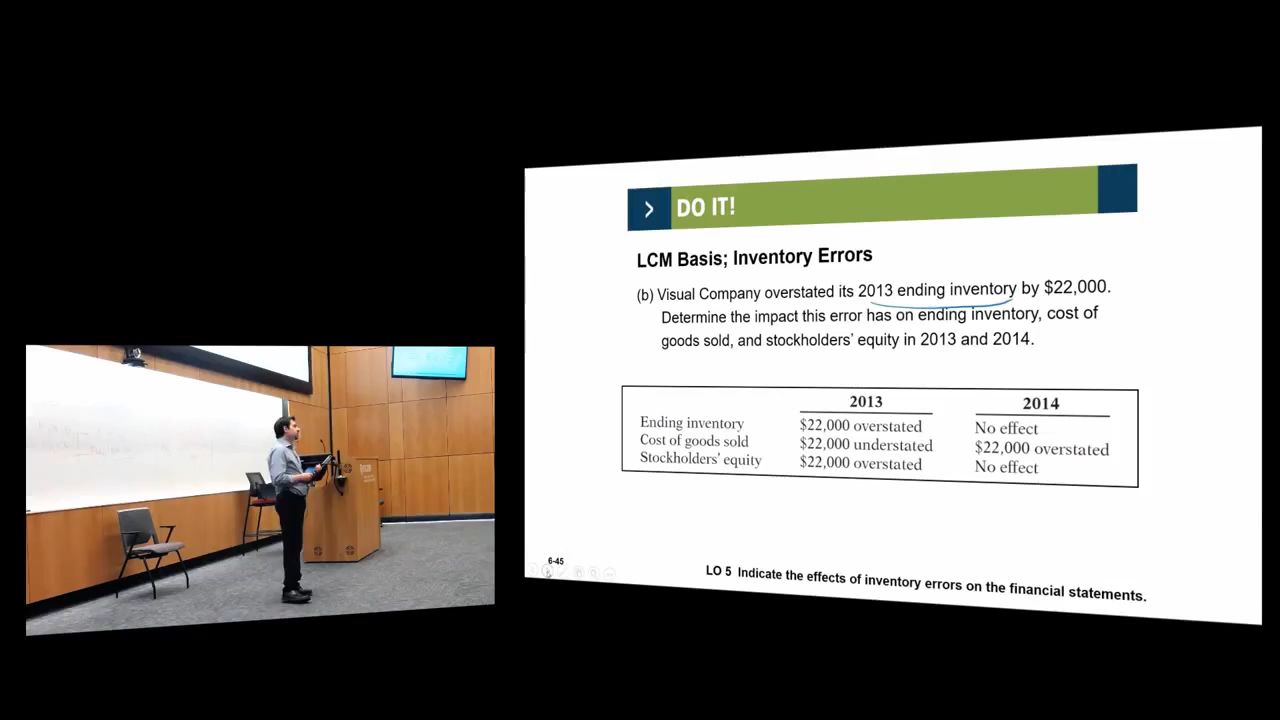 DO IT!
LCM Basis; Inventory Errors
(b) Visual Company overstated its 2013 ending inventory by $22,000.
Determine the impact this error has on ending inventory, cost of
goods sold, and stockholders' equity in 2013 and 2014.
2013 2014
Ending inventory $22,000 overstated No effect
Cost of goods sold $22,000 understated $22,000 overstated
Stockholders' equity $22,000 overstated No effect
6-45
LO 5 Indicate the effects of inventory errors on the financial statements.